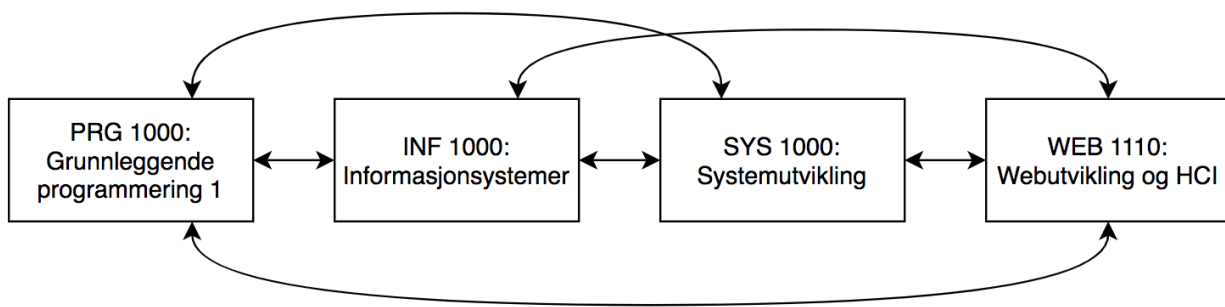 PRG 1000:
Grunnleggende
programmering 1
INF 1000:
Informasjonsystemer
SYS 1000:
Systemutvikling
WEB 1110:
Webutvikling og HCI